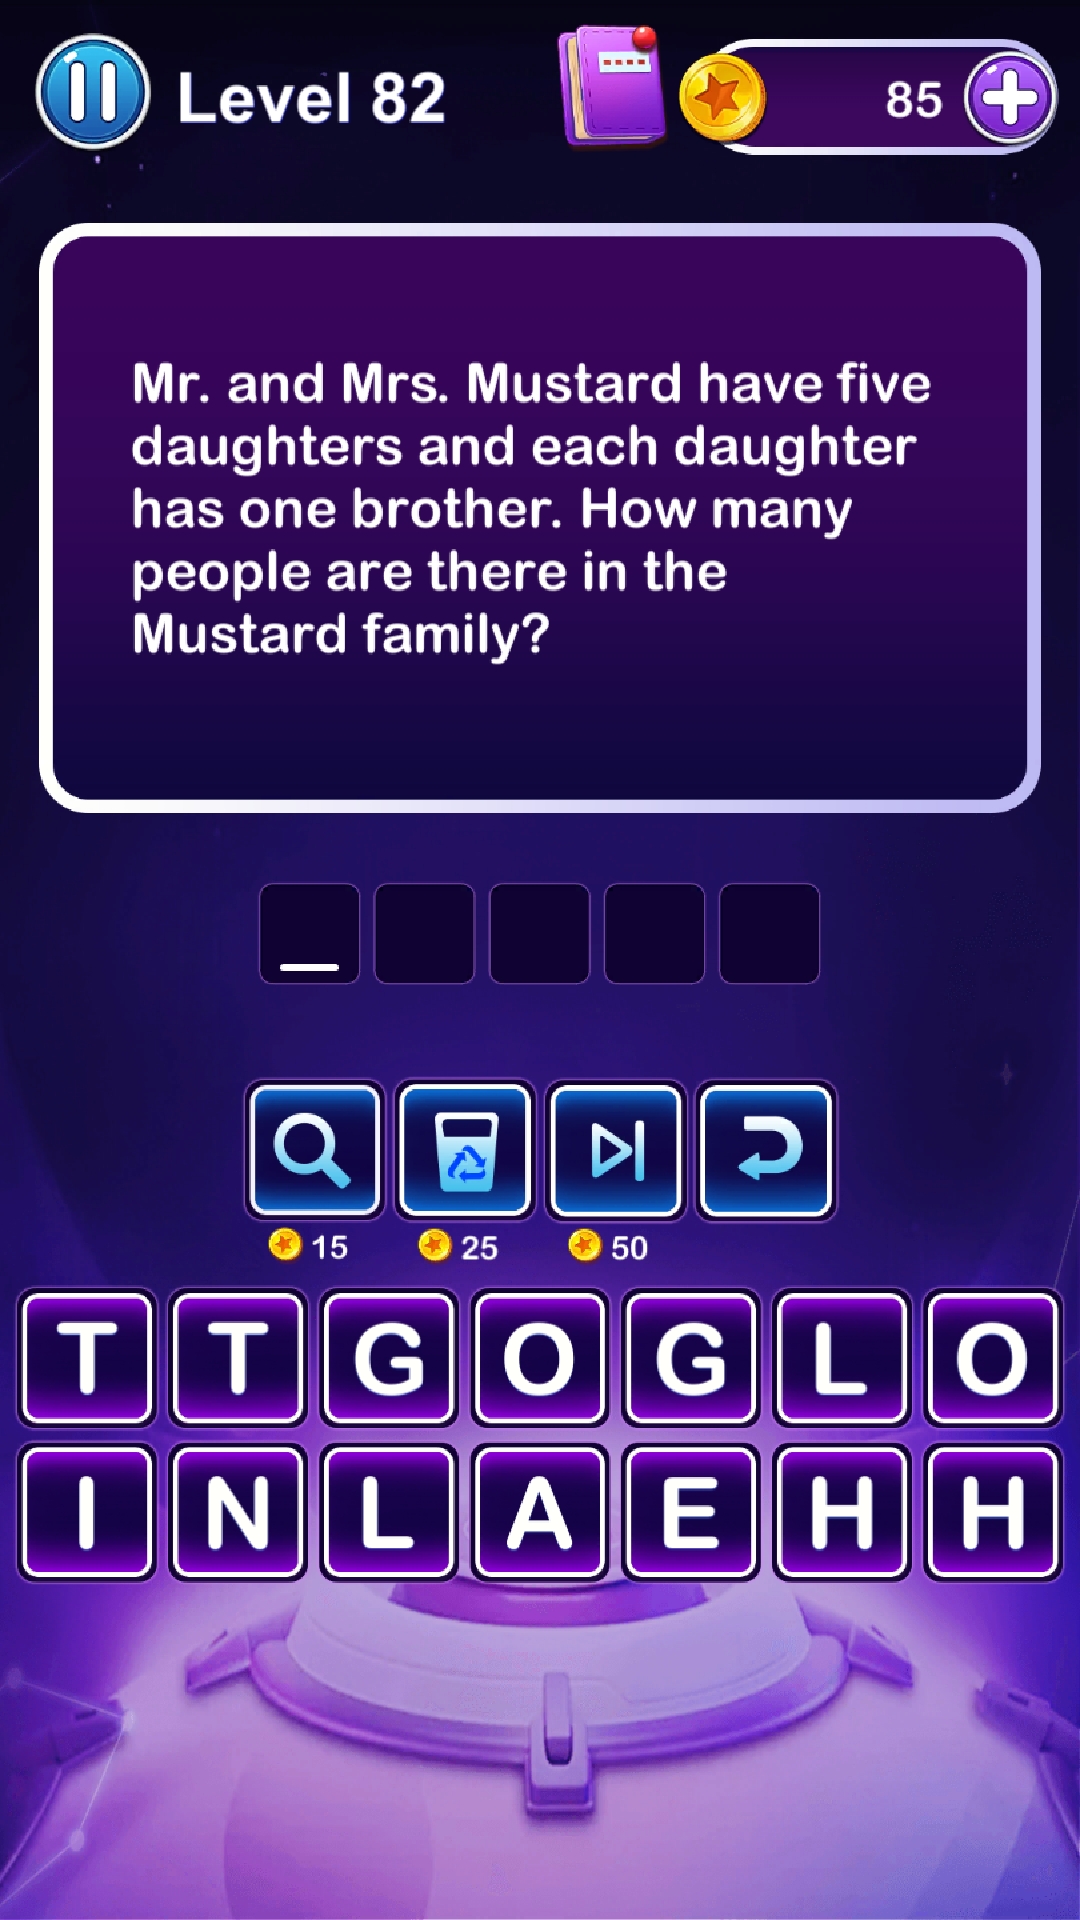 Level 82
85
Mr. and Mrs. Mustard have five
daughters and each daughter
has one brother. How many
people are there in the
Mustard family?
15 25 50
T T G O G L O
I N L A E H H